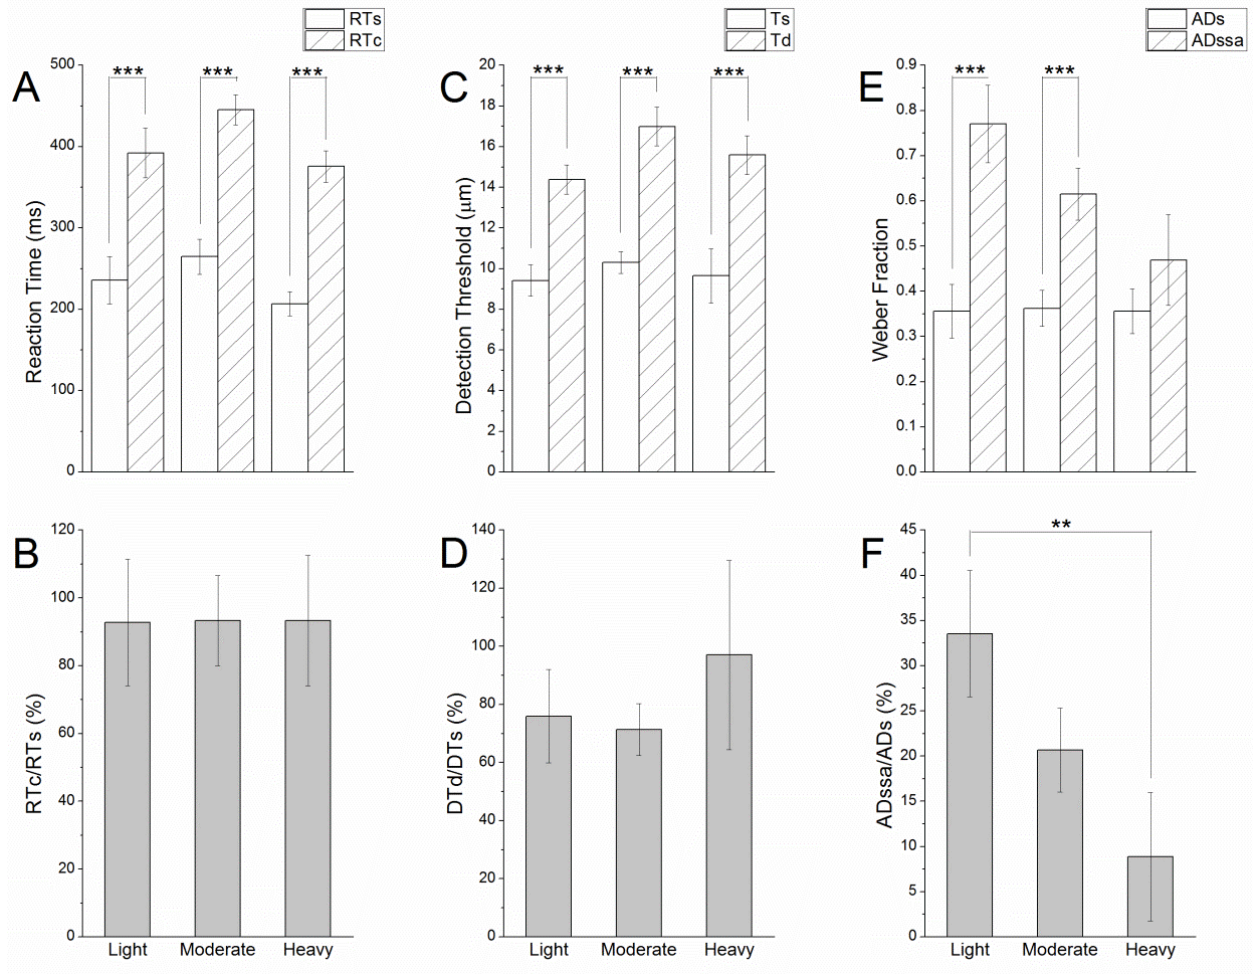 RTs
RTc
A
***
***
***
500
400
300
200
100
0
Reaction Time (ms)
Ts
Td
C
***
***
***
20
18
16
14
12
10
8
6
4
2
0
Detection Threshold (μm)
ADs
ADssa
E
***
***
0.9
0.8
0.7
0.6
0.5
0.4
0.3
0.2
0.1
0.0
Weber Fraction
B
120
100
80
60
40
20
0
RTc/RTs (%)
Light Moderate Heavy
D
140
120
100
80
60
40
20
0
DTd/DTs (%)
Light Moderate Heavy
F
**
45
40
35
30
25
20
15
10
5
0
ADssa/ADs (%)
Light Moderate Heavy